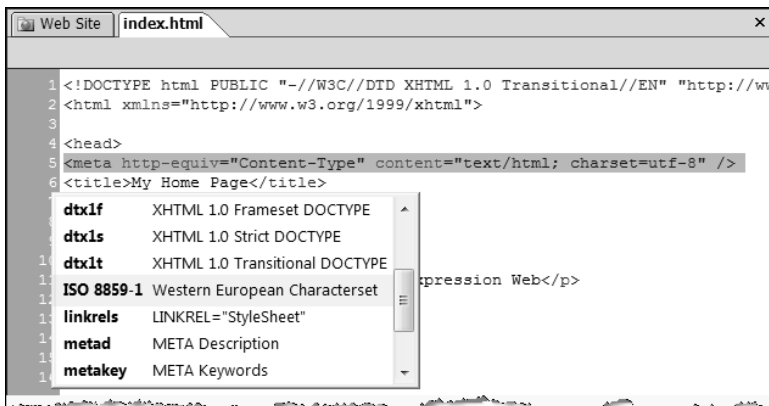 Web Site index.html ×
1 <!DOCTYPE html PUBLIC "-//W3C//DTD XHTML 1.0 Transitional//EN" "http://ww
2 <html xmlns="http://www.w3.org/1999/xhtml">
3
4 <head>
5 <meta http-equiv="Content-Type" content="text/html; charset=utf-8" />
6 <title>My Home Page</title>
dtx1f XHTML 1.0 Frameset DOCTYPE
dtx1s XHTML 1.0 Strict DOCTYPE
dtx1t XHTML 1.0 Transitional DOCTYPE
ISO 8859-1 Western European Characterset
pression Web</p>
linkrels LINKREL="StyleSheet"
metad META Description
metakey META Keywords